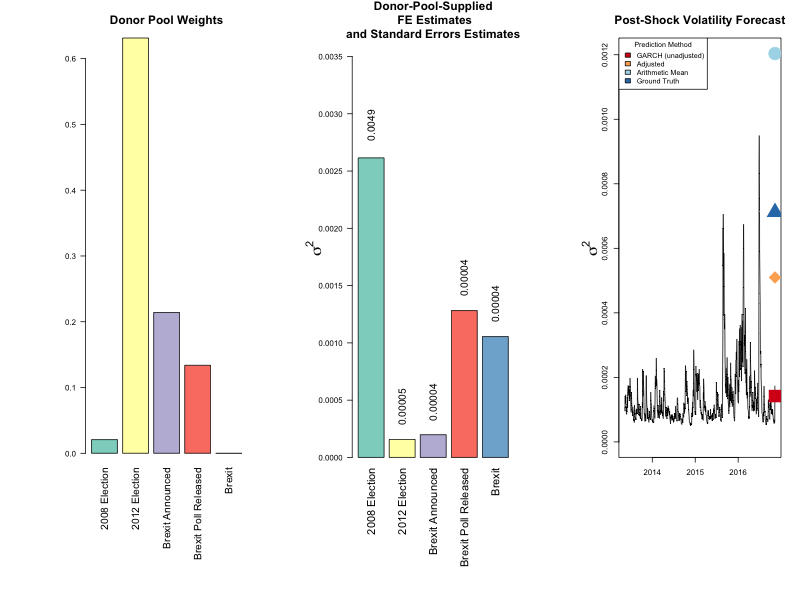 Donor Pool Weights
0.6
0.5
0.4
0.3
0.2
0.1
0.0
2008 Election
2012 Election
Brexit Announced
Brexit Poll Released
Brexit
Donor-Pool-Supplied
FE Estimates
and Standard Errors Estimates
σ2
0.0035
0.0030
0.0025
0.0020
0.0015
0.0010
0.0005
0.0000
0.0049
0.00005
0.00004
0.00004
0.00004
2008 Election
2012 Election
Brexit Announced
Brexit Poll Released
Brexit
Post-Shock Volatility Forecast
σ2
0.0012
0.0010
0.0008
0.0006
0.0004
0.0002
0.0000
Prediction Method
GARCH (unadjusted)
Adjusted
Arithmetic Mean
Ground Truth
2014 2015 2016